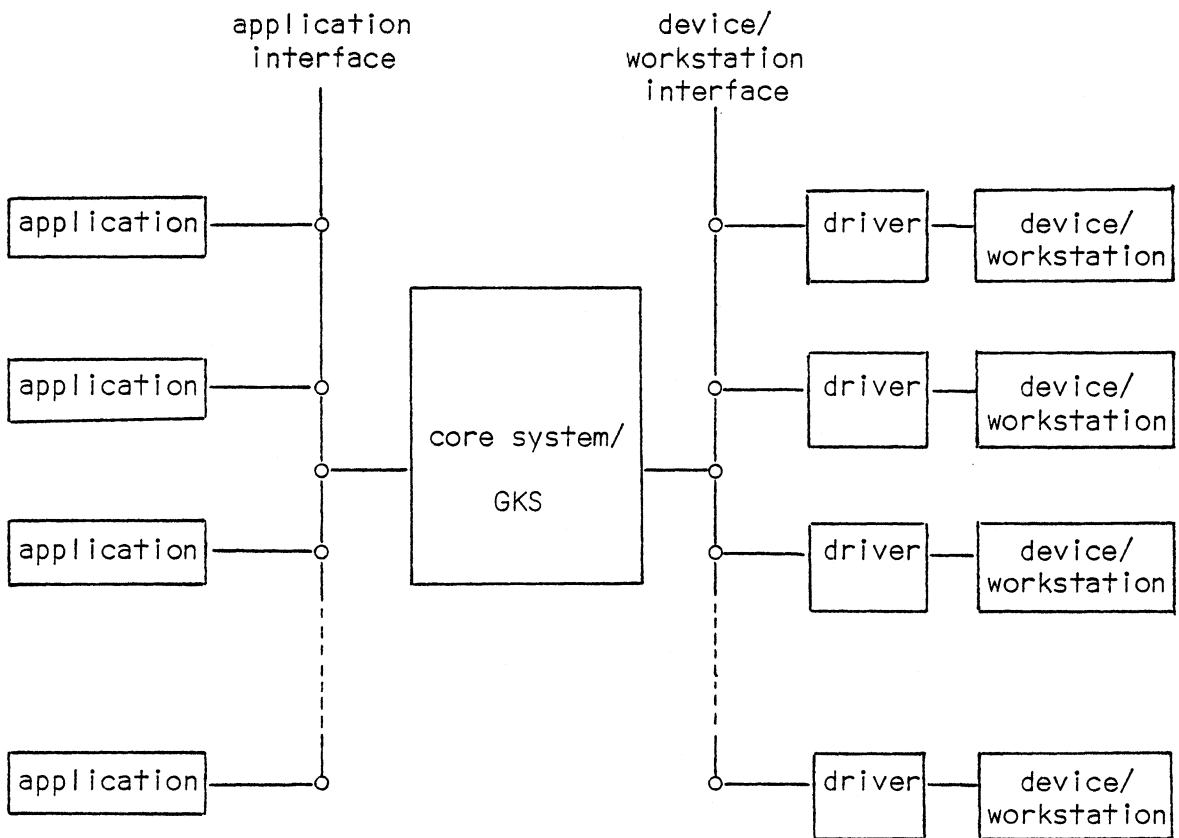 application
interface
device/
workstation
interface
application
driver
device/
workstation
application
driver
device/
workstation
core system/
GKS
application
driver
device/
workstation
application
driver
device/
workstation